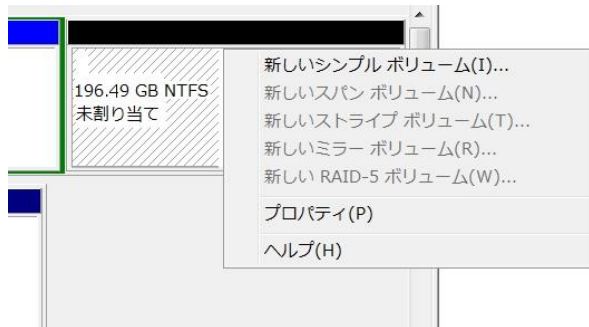 196.49 GB NTFS
未割り当て
新しいシンプル ボリューム(I)...
新しいスパン ボリューム(N)...
新しいストライプ ボリューム(T)...
新しいミラー ボリューム(R)...
新しい RAID-5 ボリューム(W)...
プロパティ(P)
ヘルプ(H)